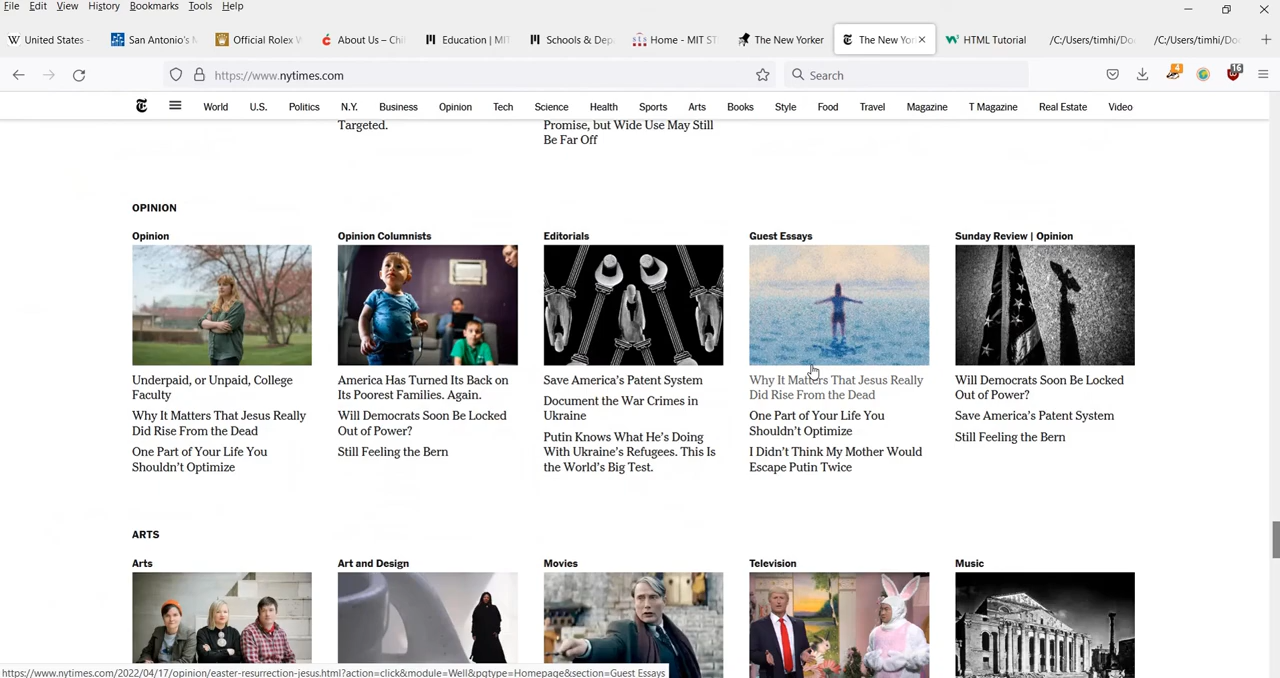 File Edit View History Bookmarks Tools Help
United States - San Antonio's M Official Rolex W About Us – Chi Education | MIT Schools & Dep Home - MIT ST The New Yorker The New Yor HTML Tutorial /C:/Users/timhi/Doc /C:/Users/timhi/Doc
https://www.nytimes.com Search 4 16
World U.S. Politics N.Y. Business Opinion Tech Science Health Sports Arts Books Style Food Travel Magazine T Magazine Real Estate Video
Targeted.
Promise, but Wide Use May Still
Be Far Off
OPINION
Opinion
Underpaid, or Unpaid, College
Faculty
Why It Matters That Jesus Really
Did Rise From the Dead
One Part of Your Life You
Shouldn't Optimize
Opinion Columnists
America Has Turned Its Back on
Its Poorest Families. Again.
Will Democrats Soon Be Locked
Out of Power?
Still Feeling the Bern
Editorials
Save America's Patent System
Document the War Crimes in
Ukraine
Putin Knows What He's Doing
With Ukraine's Refugees. This Is
the World's Big Test.
Guest Essays
Why It Matters That Jesus Really
Did Rise From the Dead
One Part of Your Life You
Shouldn't Optimize
I Didn't Think My Mother Would
Escape Putin Twice
Sunday Review | Opinion
Will Democrats Soon Be Locked
Out of Power?
Save America's Patent System
Still Feeling the Bern
ARTS
Arts
Art and Design
Movies
Television
Music
https://www.nytimes.com/2022/04/17/opinion/easter-resurrection-jesus.html?action=click&module=Well&pgtype=Homepage&section=Guest Essays